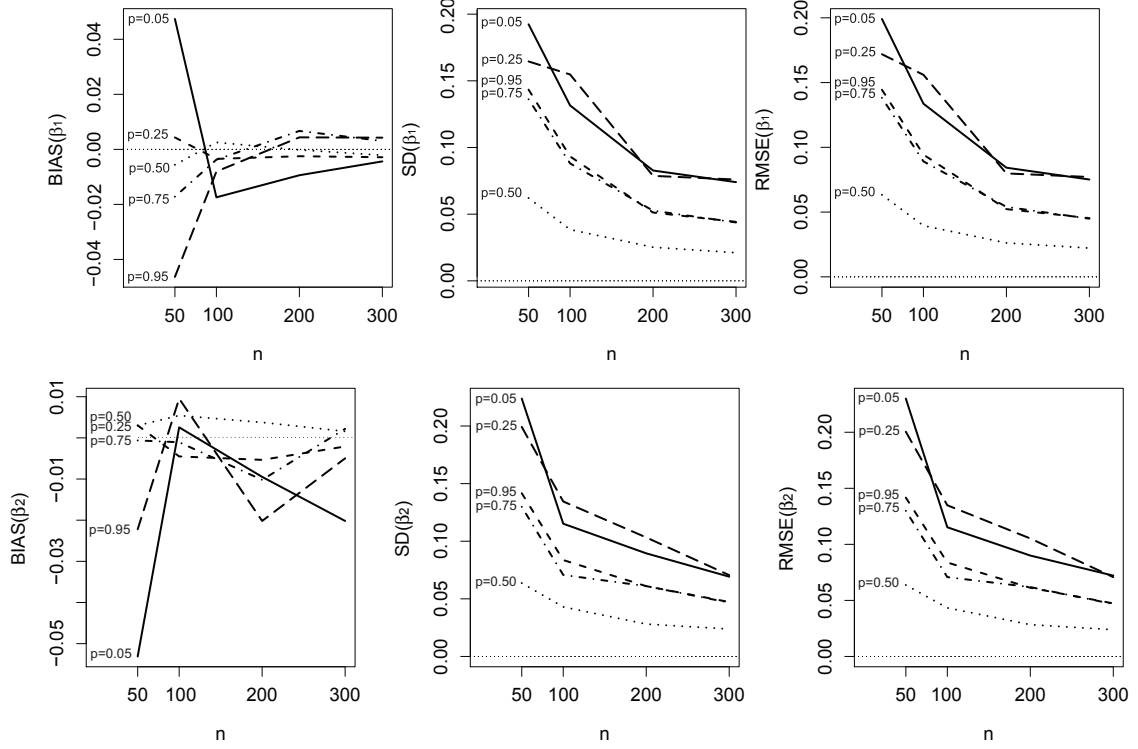 BIAS(β1)
0.04
0.02
0.00
−0.02
−0.04
p=0.05
p=0.25
p=0.50
p=0.75
p=0.95
50 100 200 300
n
SD(β1)
0.20
0.15
0.10
0.05
0.00
p=0.05
p=0.25
p=0.95
p=0.75
p=0.50
50 100 200 300
n
RMSE(β1)
0.20
0.15
0.10
0.05
0.00
p=0.05
p=0.25
p=0.95
p=0.75
p=0.50
50 100 200 300
n
BIAS(β2)
0.01
−0.01
−0.03
−0.05
p=0.50
p=0.25
p=0.75
p=0.95
p=0.05
50 100 200 300
n
SD(β2)
0.20
0.15
0.10
0.05
0.00
p=0.05
p=0.25
p=0.95
p=0.75
p=0.50
50 100 200 300
n
RMSE(β2)
0.20
0.15
0.10
0.05
0.00
p=0.05
p=0.25
p=0.95
p=0.75
p=0.50
50 100 200 300
n